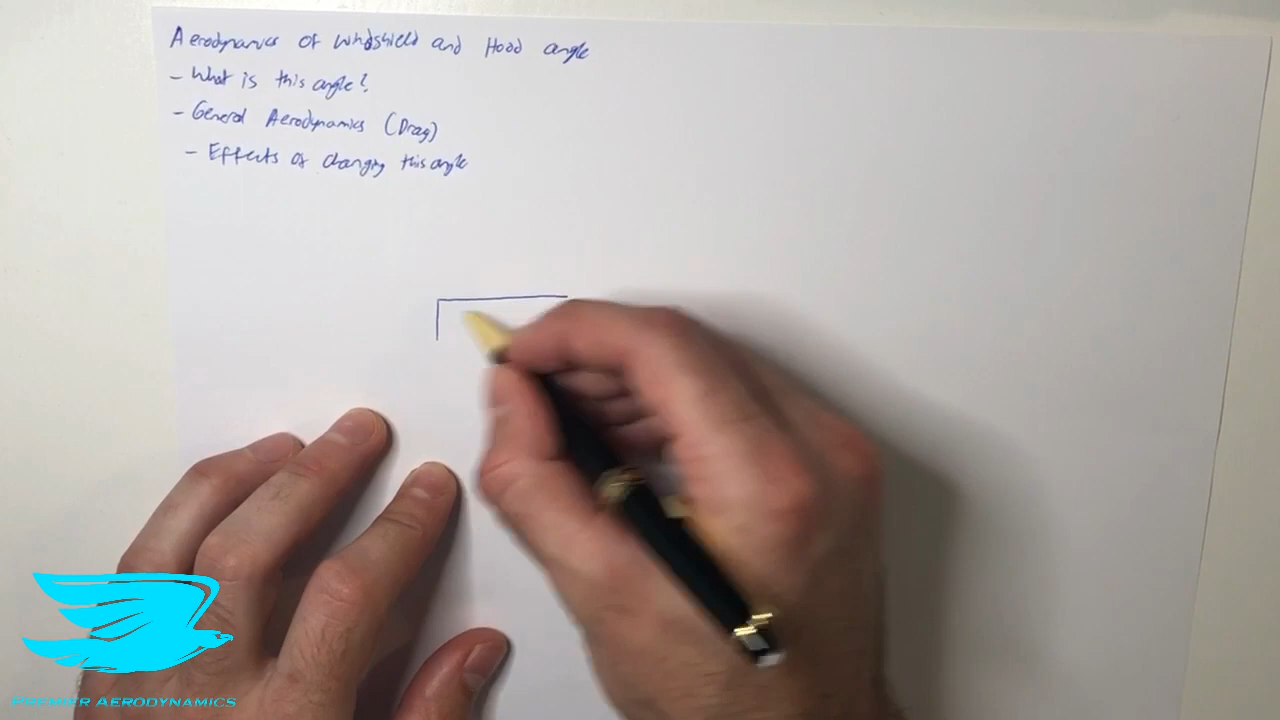 Aerodynamics of Windshield and Hood angle
- What is this angle?
- General Aerodynamics (Drag)
- Effects of changing this angle
PREMIER AERODYNAMICS